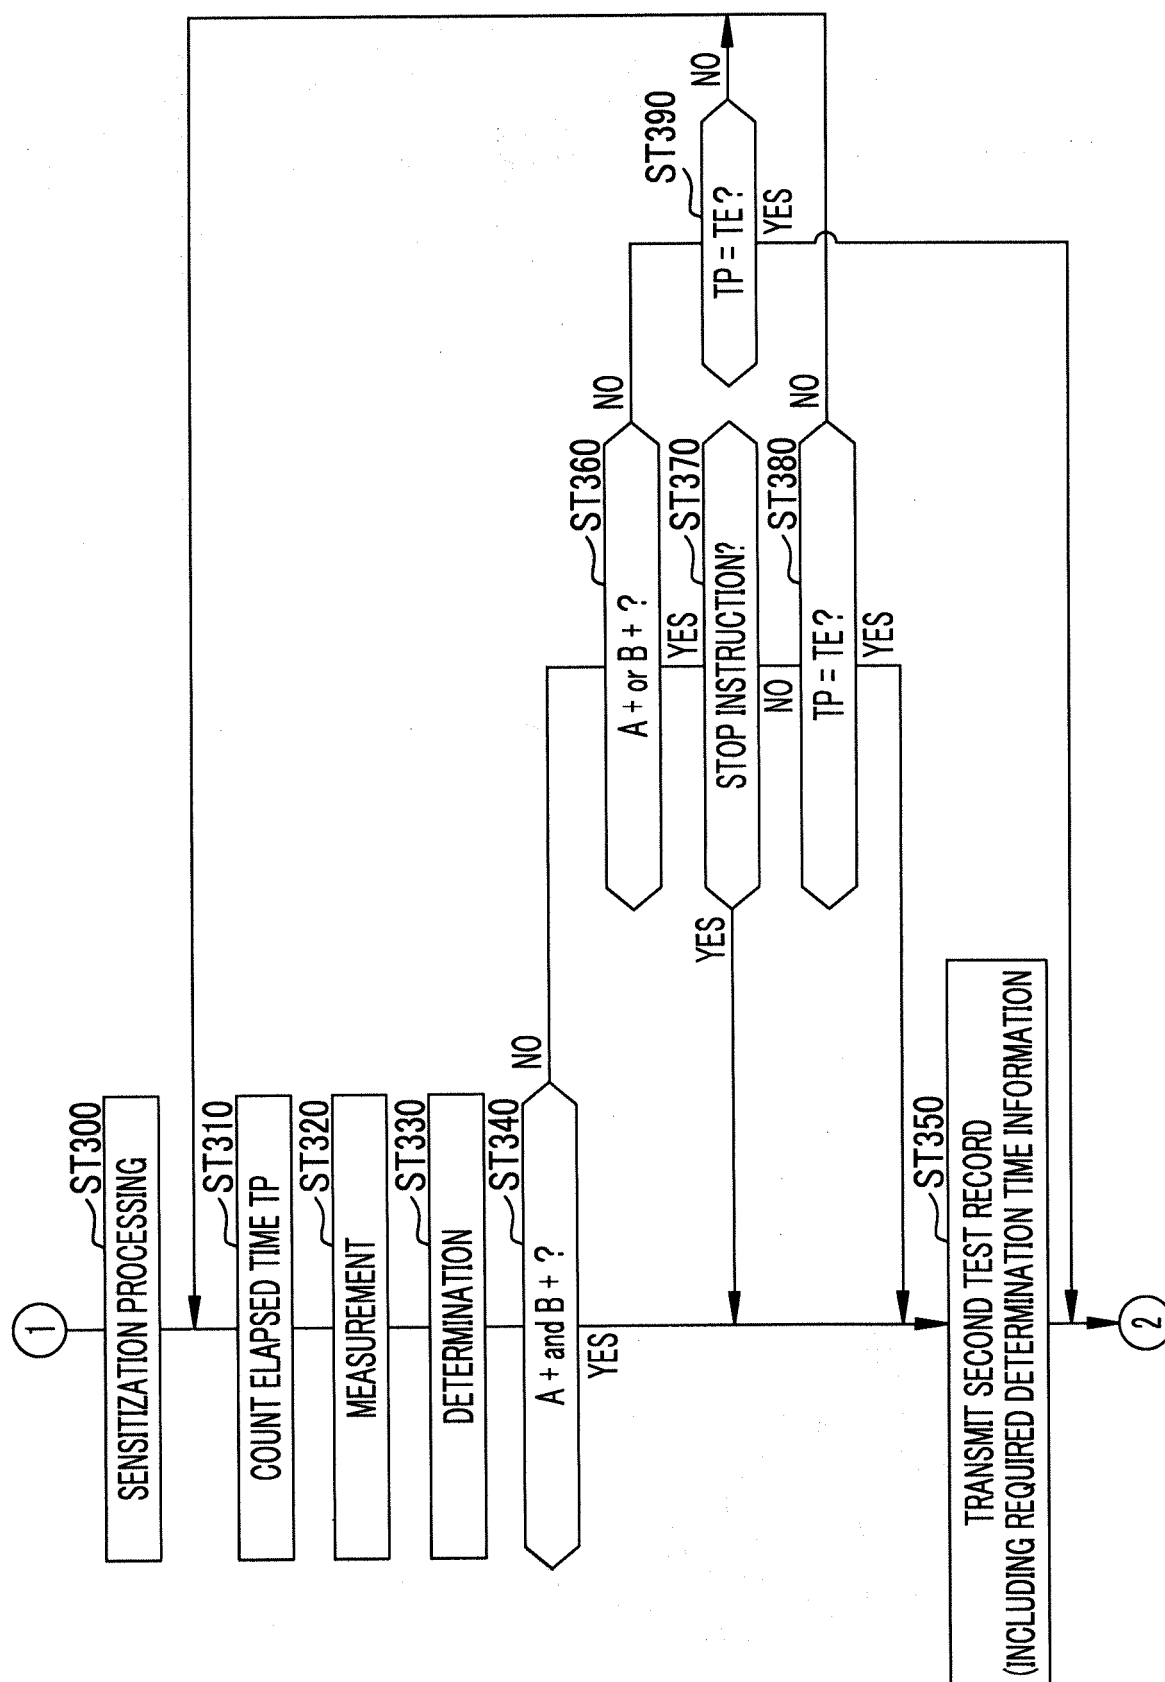 1
SENSITIZATION PROCESSING
ST300
COUNT ELAPSED TIME TP
ST310
MEASUREMENT
ST320
DETERMINATION
ST330
A + and B + ?
ST340
NO
YES
A + or B + ?
ST360
NO
YES
STOP INSTRUCTION?
ST370
YES
NO
TP = TE ?
ST380
NO
YES
TP = TE ?
ST390
NO
YES
TRANSMIT SECOND TEST RECORD
(INCLUDING REQUIRED DETERMINATION TIME INFORMATION
ST350
2